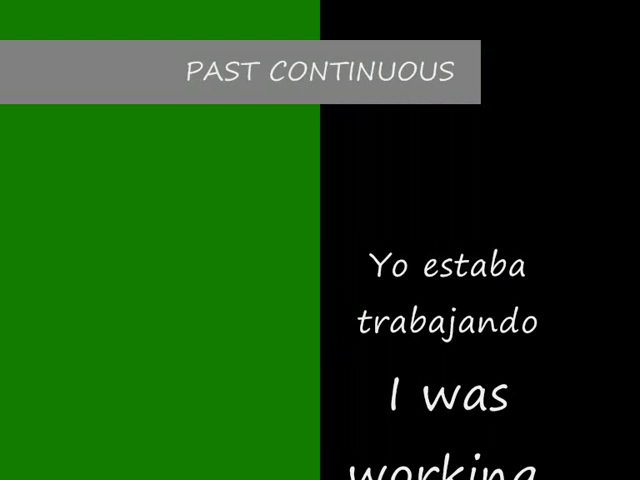 PAST CONTINUOUS
Yo estaba
trabajando
I was
working